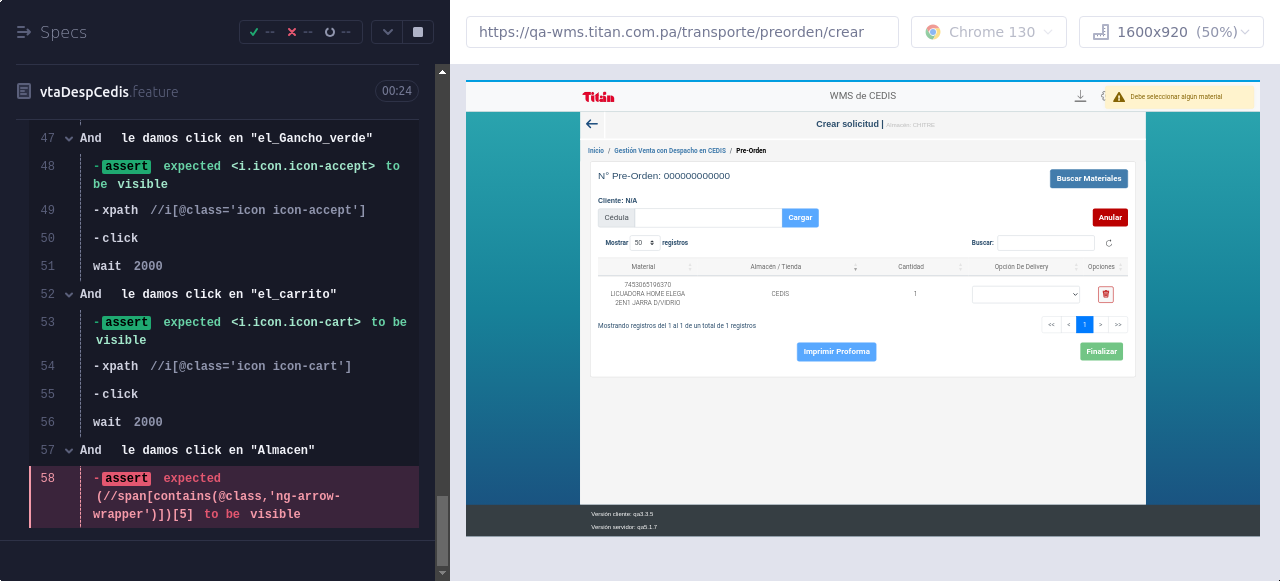 Specs
-- -- --
https://qa-wms.titan.com.pa/transporte/preorden/crear
Chrome 130
1600x920 (50%)
vtaDespCedis.feature
00:24
47 And le damos click en "el_Gancho_verde"
48 -assert expected <i.icon.icon-accept> to
be visible
49 -xpath //i[@class='icon icon-accept']
50 -click
51 wait 2000
52 And le damos click en "el_carrito"
53 -assert expected <i.icon.icon-cart> to be
visible
54 -xpath //i[@class='icon icon-cart']
55 -click
56 wait 2000
57 And le damos click en "Almacen"
58 -assert expected
(//span[contains(@class,'ng-arrow-
wrapper')])[5] to be visible
Titán
WMS de CEDIS
Debe seleccionar algún material
Crear solicitud | Almacén: CHITRE
Inicio / Gestión Venta con Despacho en CEDIS / Pre-Orden
N° Pre-Orden: 000000000000
Buscar Materiales
Cliente: N/A
Cédula
Cargar
Anular
Mostrar 50 registros
Buscar:
Material Almacén / Tienda Cantidad Opción De Delivery Opciones
7453065196370
LICUADORA HOME ELEGA
2EN1 JARRA D/VIDRIO
CEDIS
1
Mostrando registros del 1 al 1 de un total de 1 registros
<< < 1 > >>
Imprimir Proforma
Finalizar
Versión cliente: qa3.3.5
Versión servidor: qa5.1.7